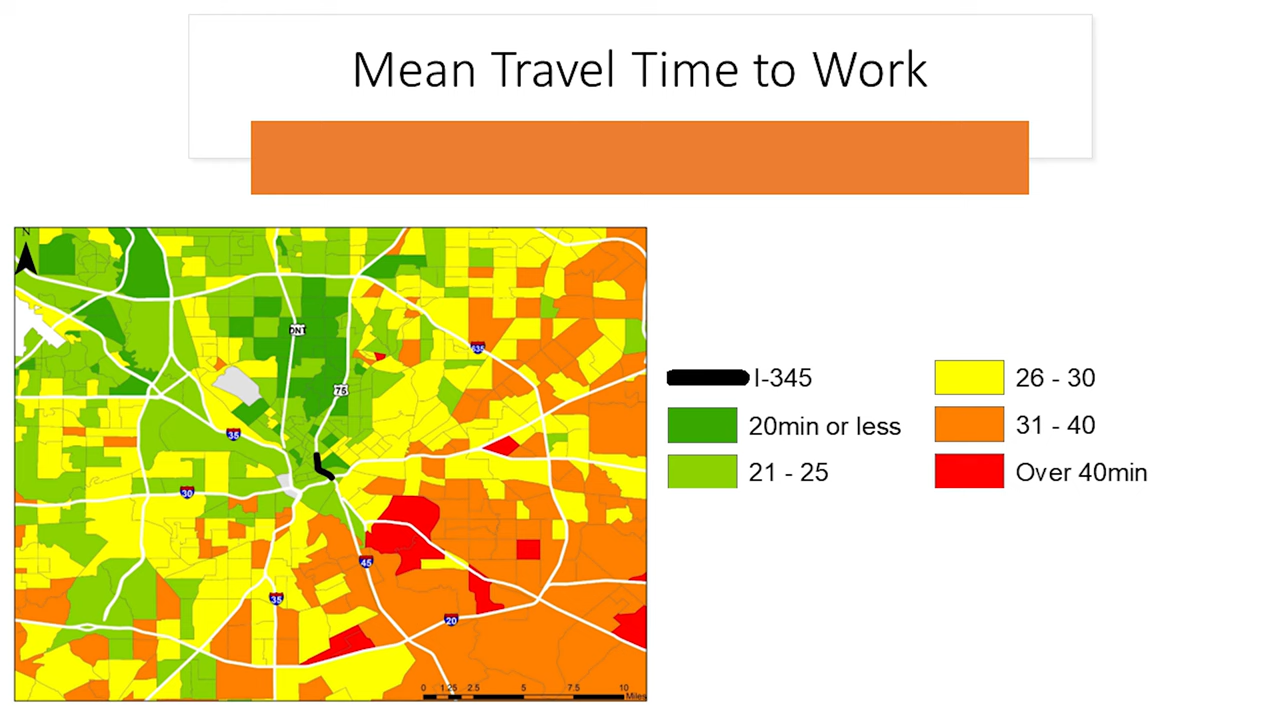 Mean Travel Time to Work
N
DNT
635
75
35
30
45
35
20
0 1.25 2.5 5 7.5 10
Miles
I-345
20min or less
21 - 25
26 - 30
31 - 40
Over 40min